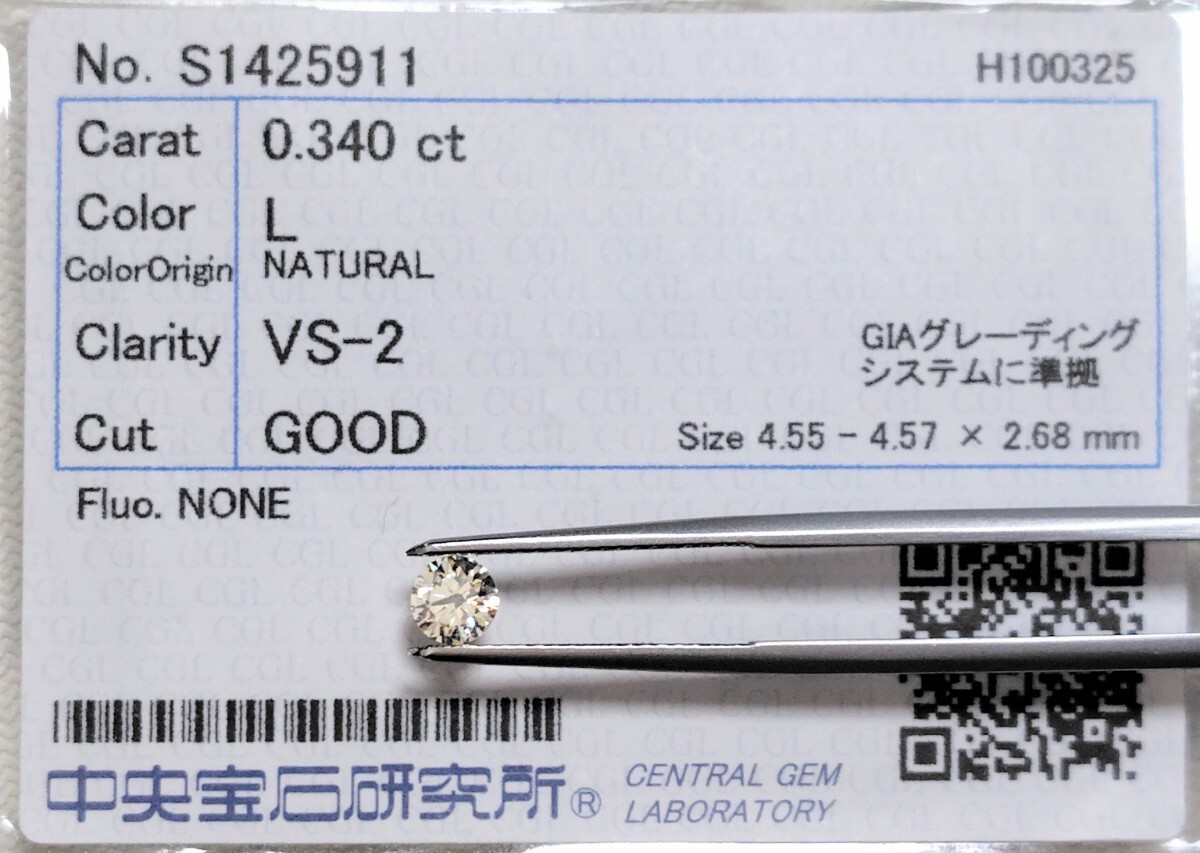 No. S1425911 H100325
Carat 0.340 ct
Color L
ColorOrigin NATURAL
Clarity VS-2
GIAグレーディング
システムに準拠
Cut GOOD
Size 4.55 - 4.57 × 2.68 mm
Fluo. NONE
中央宝石研究所® CENTRAL GEM
LABORATORY